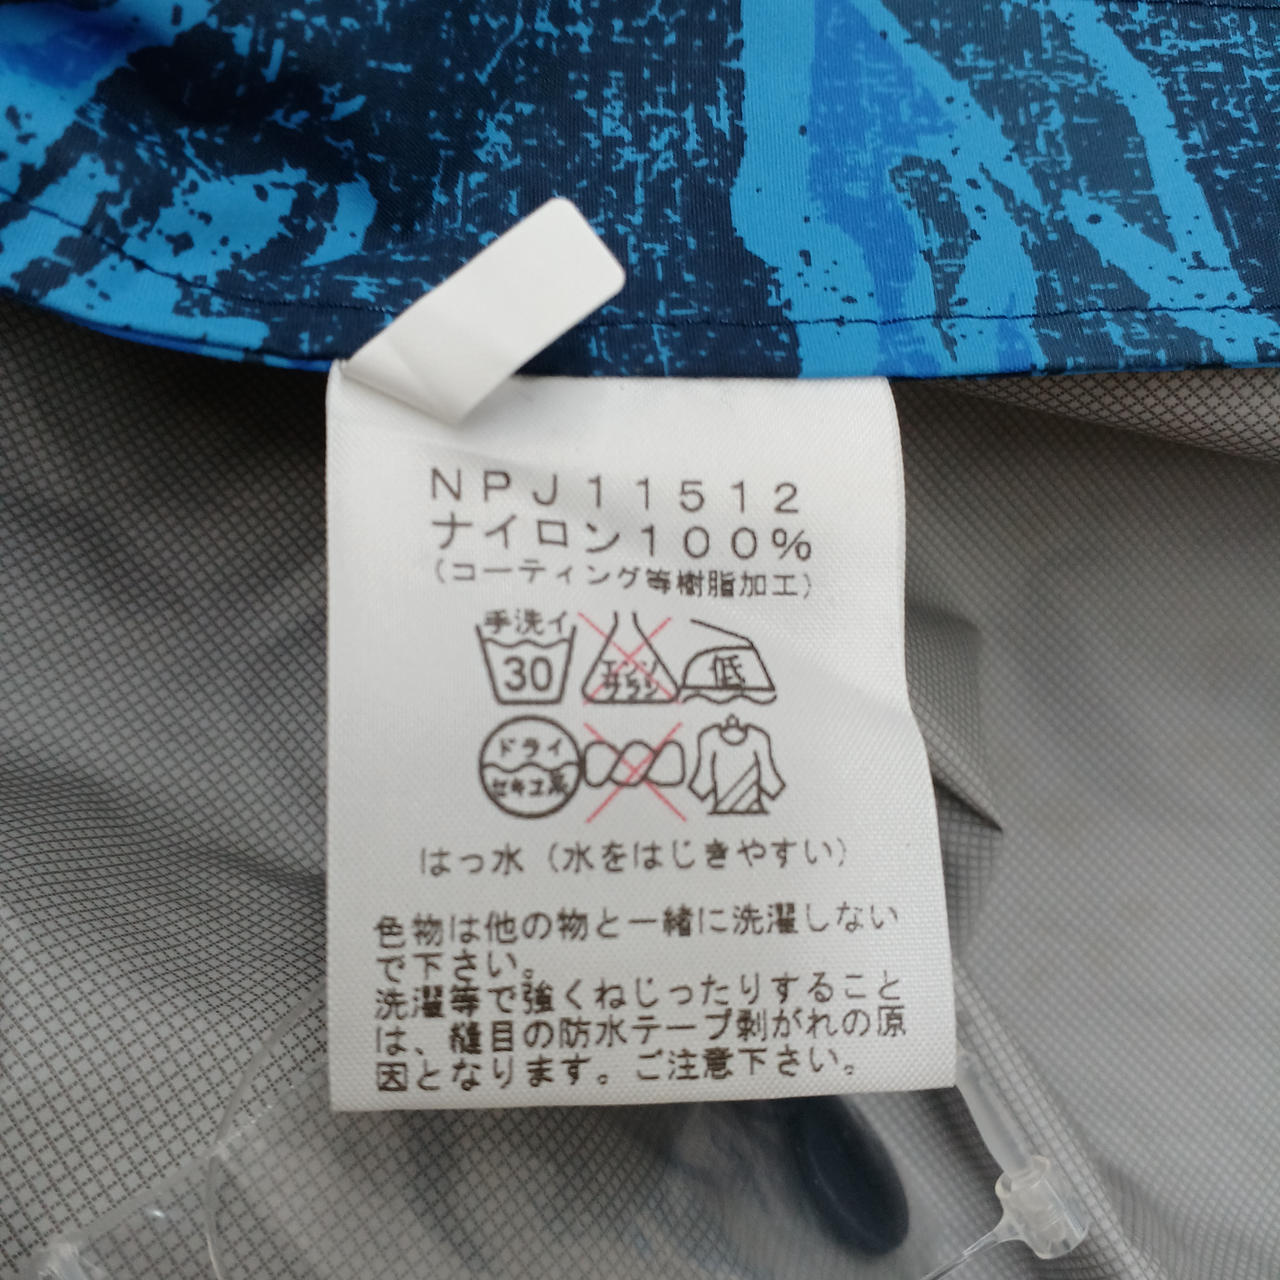 NPJ11512
ナイロン100%
(コーティング等樹脂加工)
手洗イ
30
エンソ
サラシ
低
ドライ
セキユ系
はっ水(水をはじきやすい)
色物は他の物と一緒に洗濯しない
で下さい。
洗濯等で強くねじったりすること
は、縫目の防水テープ剥がれの原
因となります。ご注意下さい。